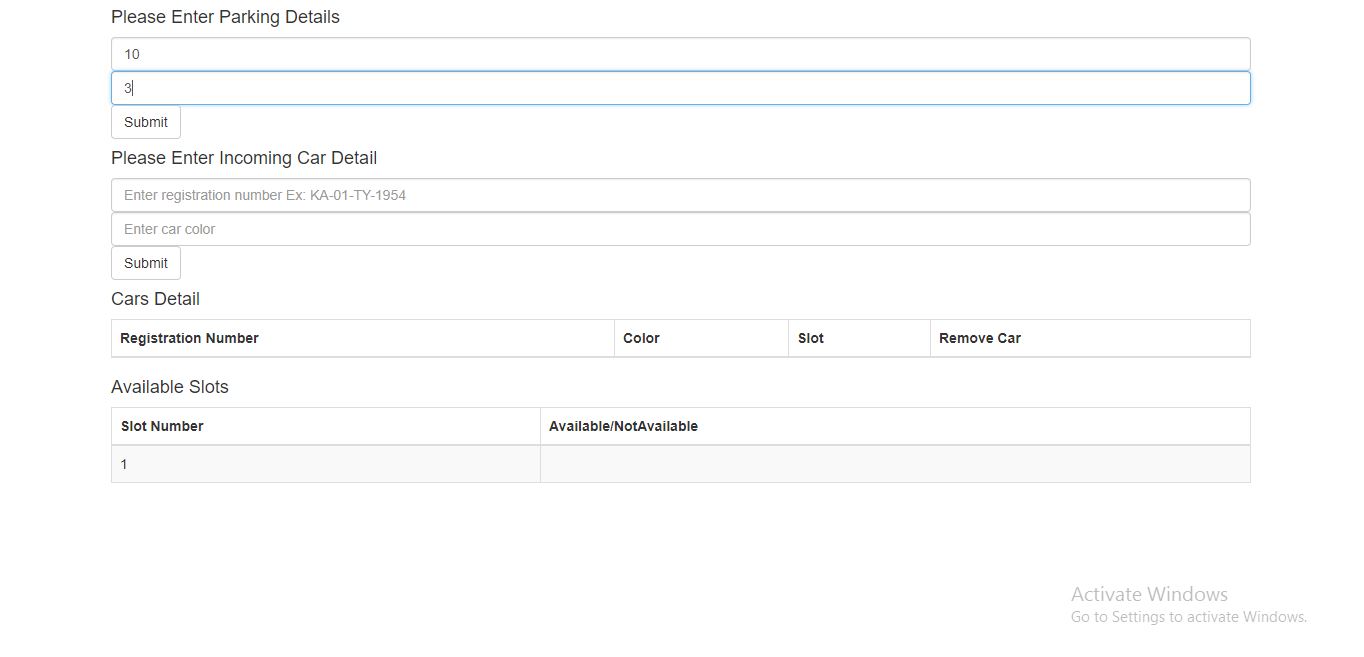 Please Enter Parking Details
10
3
Submit
Please Enter Incoming Car Detail
Enter registration number Ex: KA-01-TY-1954
Enter car color
Submit
Cars Detail
Registration Number Color Slot Remove Car
Available Slots
Slot Number Available/NotAvailable
1
Activate Windows
Go to Settings to activate Windows.